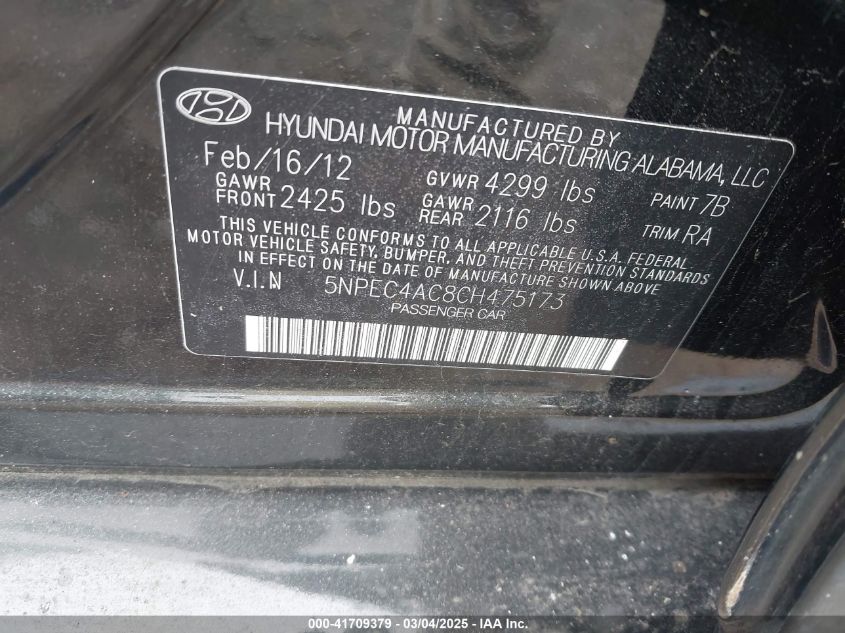 MANUFACTURED BY
HYUNDAI MOTOR MANUFACTURING ALABAMA, LLC
Feb/16/12 GVWR 4299 lbs PAINT 7B
GAWR FRONT 2425 lbs GAWR REAR 2116 lbs TRIM RA
THIS VEHICLE CONFORMS TO ALL APPLICABLE U.S.A. FEDERAL
MOTOR VEHICLE SAFETY, BUMPER, AND THEFT PREVENTION STANDARDS
IN EFFECT ON THE DATE OF MANUFACTURE SHOWN ABOVE.
V.I.N 5NPEC4AC8CH475173
PASSENGER CAR
000-41709379 - 03/04/2025 - IAA Inc.